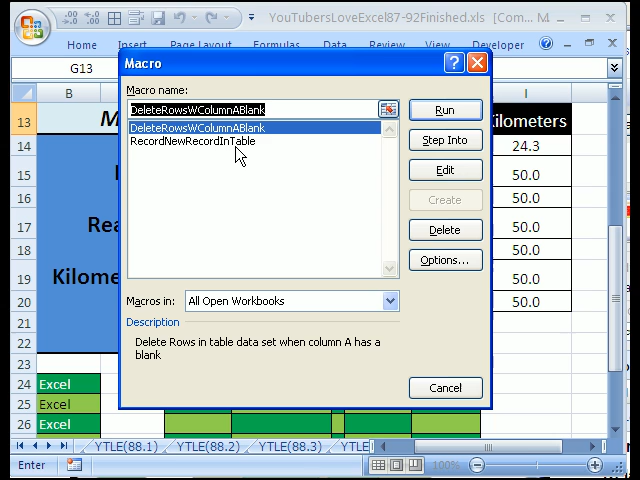 YouTubersLoveExcel87-92Finished.xls [Com...
Home
Insert
Formulas
Data
Review
View
Developer
G13
Macro
Macro name:
DeleteRowsWColumnABlank
DeleteRowsWColumnABlank
RecordNewRecordInTable
Run
Step Into
Edit
Create
Delete
Options...
Macros in:
All Open Workbooks
Description
Delete Rows in table data set when column A has a
blank
Cancel
B
I
13
M
Kilometers
14
24.3
15
50.0
16
50.0
17
Rea
50.0
18
50.0
19
Kilom
50.0
20
50.0
21
22
23
24
Excel
25
Excel
26
Excel
YTLE(88.1)
YTLE(88.2)
YTLE(88.3)
YTLE
Enter
100%